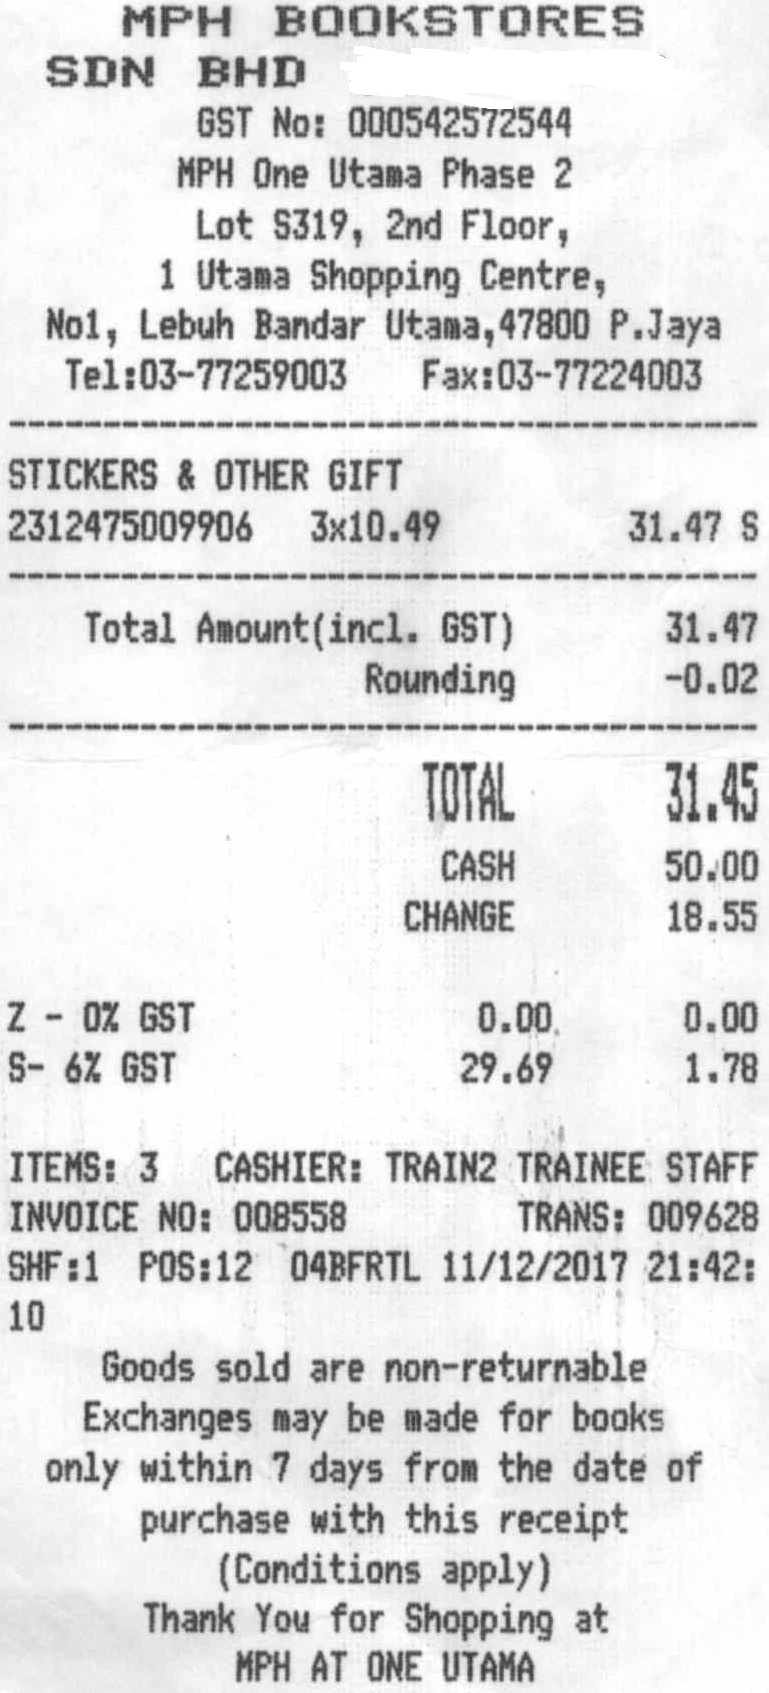 MPH BOOKSTORES
SDN BHD
GST No: 000542572544
MPH One Utama Phase 2
Lot S319, 2nd Floor,
1 Utama Shopping Centre,
No1, Lebuh Bandar Utama,47800 P.Jaya
Tel:03-77259003 Fax:03-77224003
----------------------------------------
STICKERS & OTHER GIFT
2312475009906 3x10.49 31.47 S
----------------------------------------
Total Amount(incl. GST) 31.47
Rounding -0.02
----------------------------------------
TOTAL 31.45
CASH 50.00
CHANGE 18.55
Z - 0% GST 0.00 0.00
S- 6% GST 29.69 1.78
ITEMS: 3 CASHIER: TRAIN2 TRAINEE STAFF
INVOICE NO: 008558 TRANS: 009628
SHF:1 POS:12 04BFRTL 11/12/2017 21:42:
10
Goods sold are non-returnable
Exchanges may be made for books
only within 7 days from the date of
purchase with this receipt
(Conditions apply)
Thank You for Shopping at
MPH AT ONE UTAMA